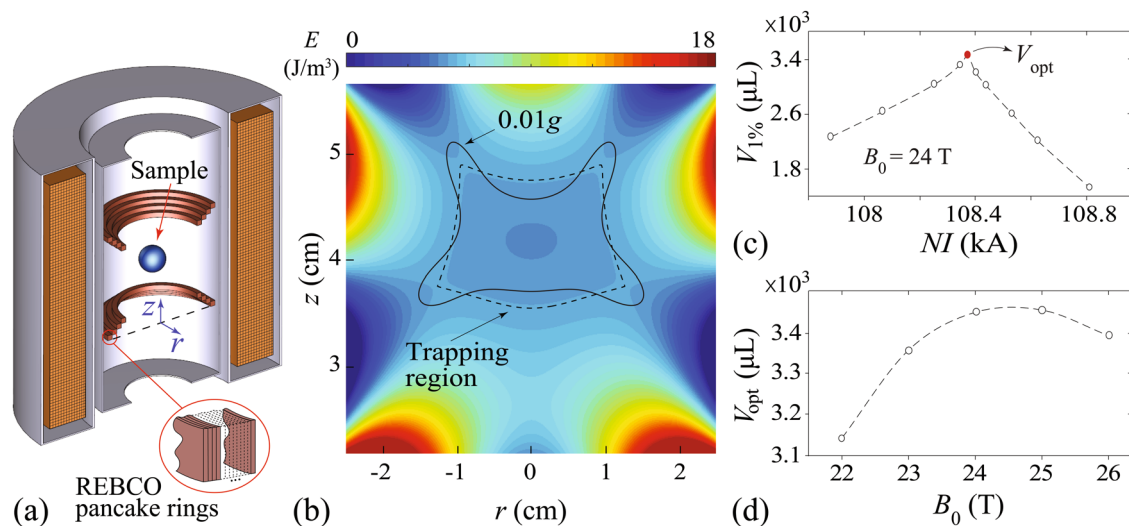 (a)
Sample
z
r
REBCO
pancake rings
E
(J/m³)
0
18
0.01g
Trapping
region
z (cm)
5
4
3
-2
-1
0
1
2
r (cm)
(b)
×10³
3.4
2.6
1.8
V1% (µL)
Vopt
B0 = 24 T
108
108.4
108.8
NI (kA)
(c)
×10³
3.4
3.2
3.1
Vopt (µL)
22
23
24
25
26
B0 (T)
(d)